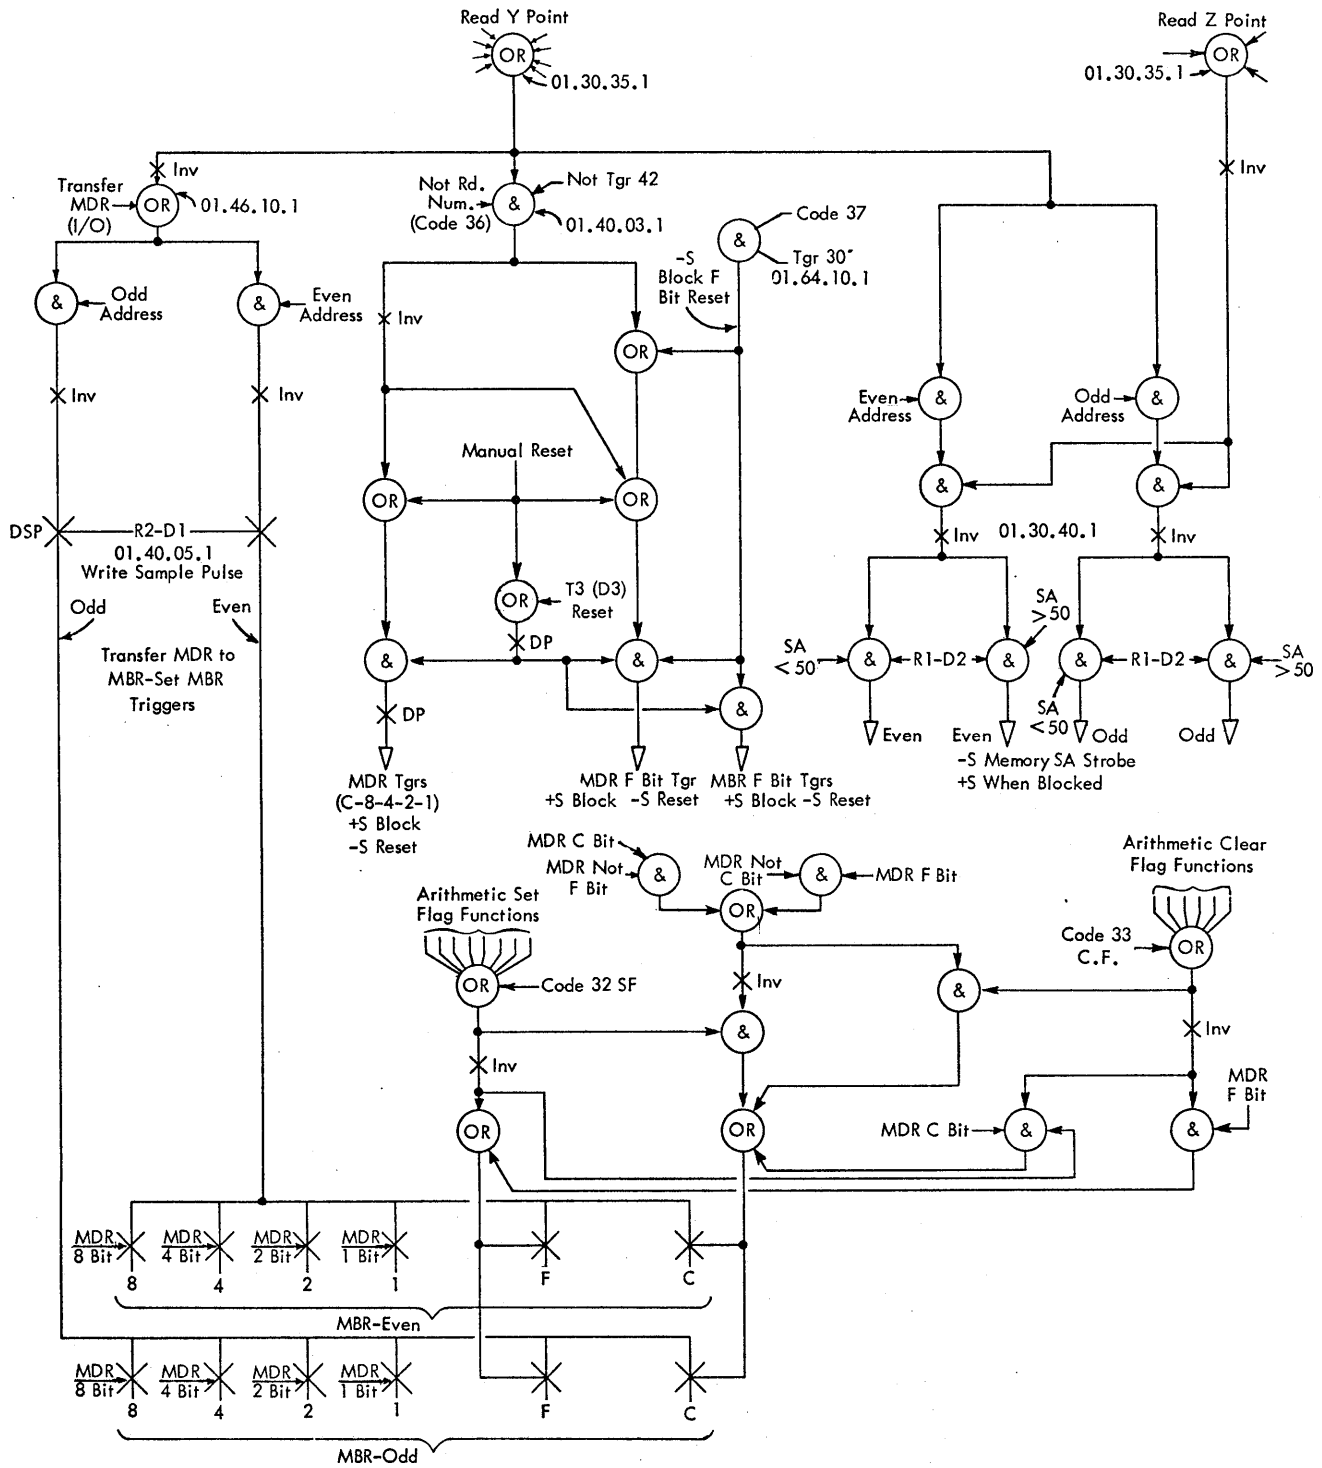 Read Y Point
OR
01.30.35.1
Read Z Point
OR
01.30.35.1
Inv
Inv
Transfer
MDR
(I/O)
OR
01.46.10.1
Not Rd.
Num.
(Code 36)
&
Not Tgr 42
01.40.03.1
Code 37
&
Tgr 30
01.64.10.1
-S
Block F
Bit Reset
&
Odd
Address
&
Even
Address
Inv
OR
Inv
Inv
Even
Address
&
Odd
Address
&
Manual Reset
OR
OR
&
&
DSP
R2-D1
01.40.05.1
Write Sample Pulse
Inv
01.30.40.1
Inv
Odd
Even
Transfer MDR to
MBR-Set MBR
Triggers
OR
T3 (D3)
Reset
DP
&
&
&
DP
SA
< 50
&
R1-D2
&
SA
> 50
&
R1-D2
&
SA
> 50
SA
< 50
Even
Even
Odd
Odd
-S Memory SA Strobe
+S When Blocked
MDR Tgrs
(C-8-4-2-1)
+S Block
-S Reset
MDR F Bit Tgr
+S Block -S Reset
MBR F Bit Tgrs
+S Block -S Reset
MDR C Bit
MDR Not
F Bit
&
MDR Not
C Bit
&
MDR F Bit
OR
Arithmetic Set
Flag Functions
OR
Code 32 SF
Arithmetic Clear
Flag Functions
Code 33
C.F.
OR
Inv
&
&
Inv
Inv
OR
OR
MDR C Bit
&
&
MDR
F Bit
MDR
8 Bit
MDR
4 Bit
MDR
2 Bit
MDR
1 Bit
8
4
2
1
F
C
MBR-Even
MDR
8 Bit
MDR
4 Bit
MDR
2 Bit
MDR
1 Bit
8
4
2
1
F
C
MBR-Odd